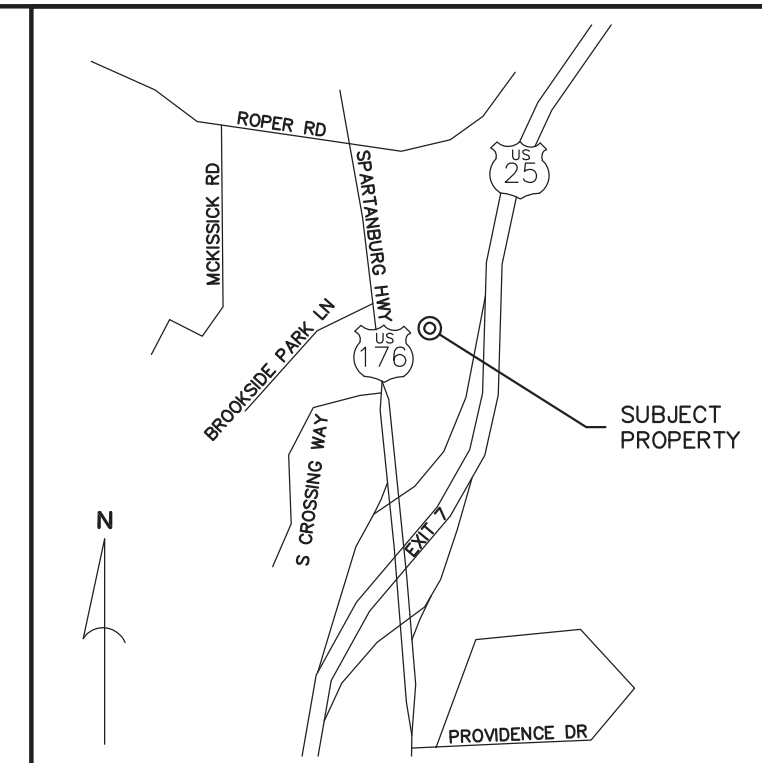 ROPER RD
US
25
MCKISSICK RD
SPARTANBURG HWY
BROOKSIDE PARK LN
US
176
SUBJECT
PROPERTY
S CROSSING WAY
N
EXIT 7
PROVIDENCE DR